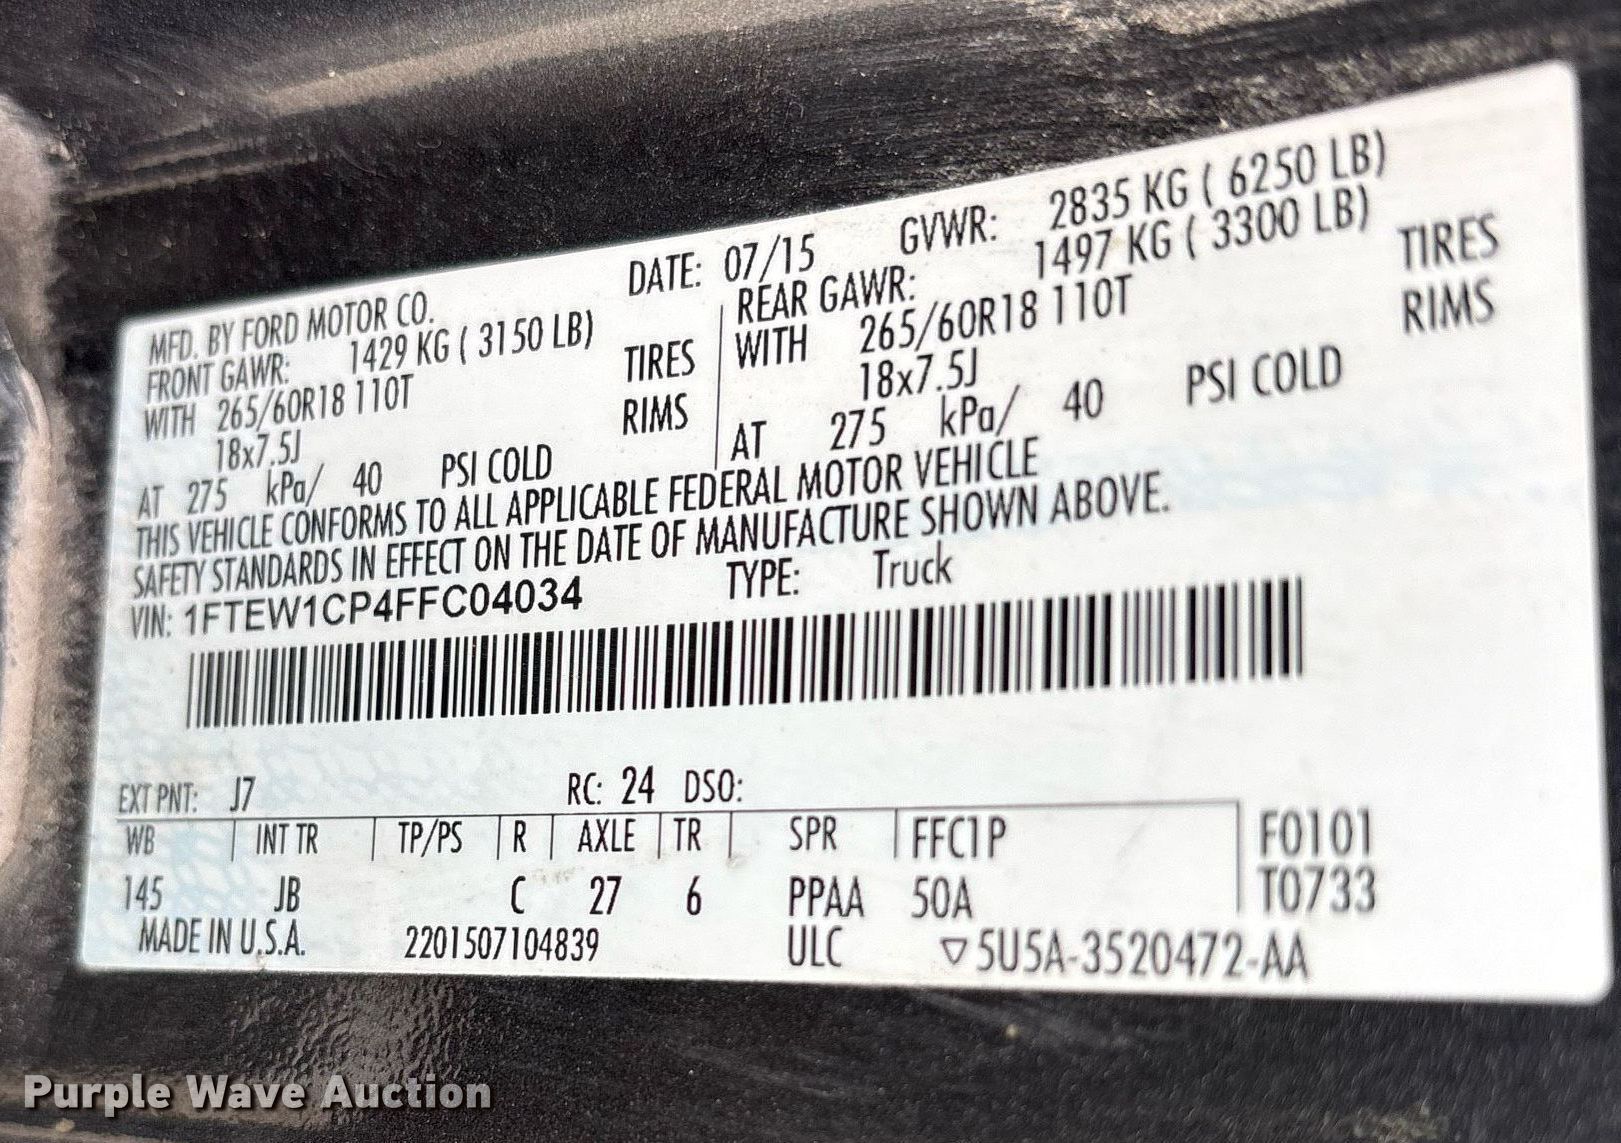 MFD. BY FORD MOTOR CO. DATE: 07/15 GVWR: 2835 KG ( 6250 LB)
FRONT GAWR: 1429 KG ( 3150 LB) REAR GAWR: 1497 KG ( 3300 LB)
WITH 265/60R18 110T TIRES WITH 265/60R18 110T TIRES
18x7.5J RIMS 18x7.5J RIMS
AT 275 kPa/ 40 PSI COLD AT 275 kPa/ 40 PSI COLD
THIS VEHICLE CONFORMS TO ALL APPLICABLE FEDERAL MOTOR VEHICLE
SAFETY STANDARDS IN EFFECT ON THE DATE OF MANUFACTURE SHOWN ABOVE.
VIN: 1FTEW1CP4FFC04034 TYPE: Truck
EXT PNT: J7 RC: 24 DSO:
WB INT TR TP/PS R AXLE TR SPR FFC1P F0101
145 JB C 27 6 PPAA 50A T0733
MADE IN U.S.A. 2201507104839 ULC ▽5U5A-3520472-AA
Purple Wave Auction